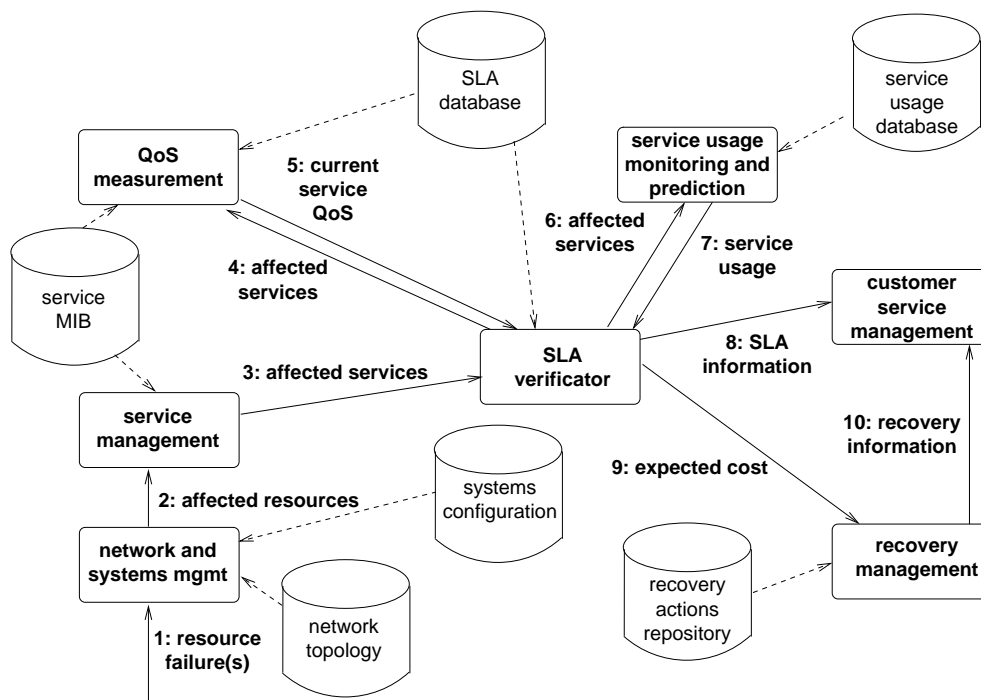 SLA
database
service
usage
database
QoS
measurement
5: current
service
QoS
service usage
monitoring and
prediction
6: affected
services
7: service
usage
4: affected
services
service
MIB
customer
service
management
SLA
verificator
8: SLA
information
3: affected services
service
management
10: recovery
information
9: expected cost
systems
configuration
2: affected resources
network and
systems mgmt
recovery
management
recovery
actions
repository
network
topology
1: resource
failure(s)